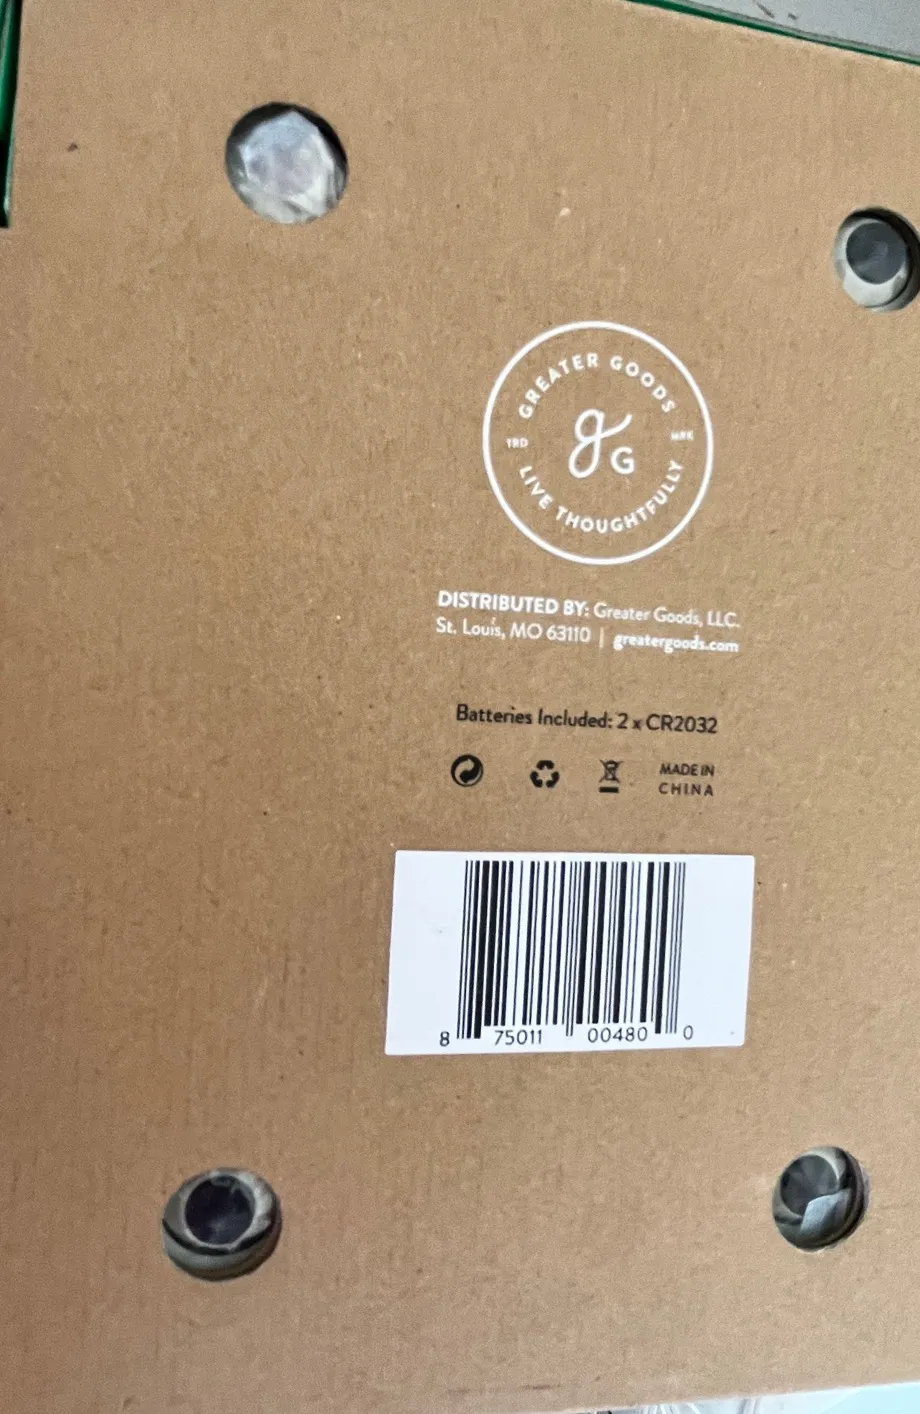 GREATER GOODS
TRD
gG
MRK
LIVE THOUGHTFULLY
DISTRIBUTED BY: Greater Goods, LLC.
St. Louis, MO 63110 | greatergoods.com
Batteries Included: 2 x CR2032
MADE IN
CHINA
8 75011 00480 0